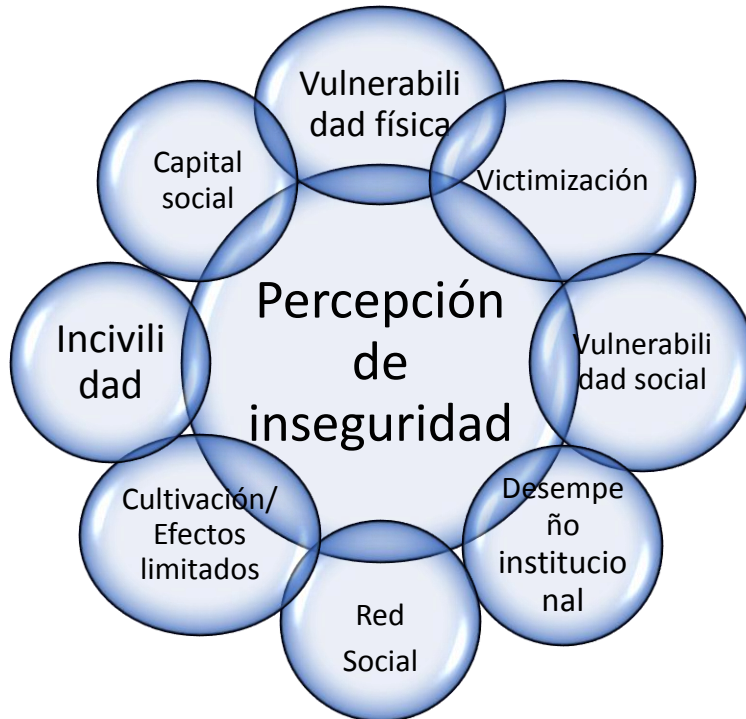 Vulnerabili
dad física
Victimización
Vulnerabili
dad social
Desempe
ño
institucio
nal
Red
Social
Cultivación/
Efectos
limitados
Incivili
dad
Capital
social
Percepción
de
inseguridad